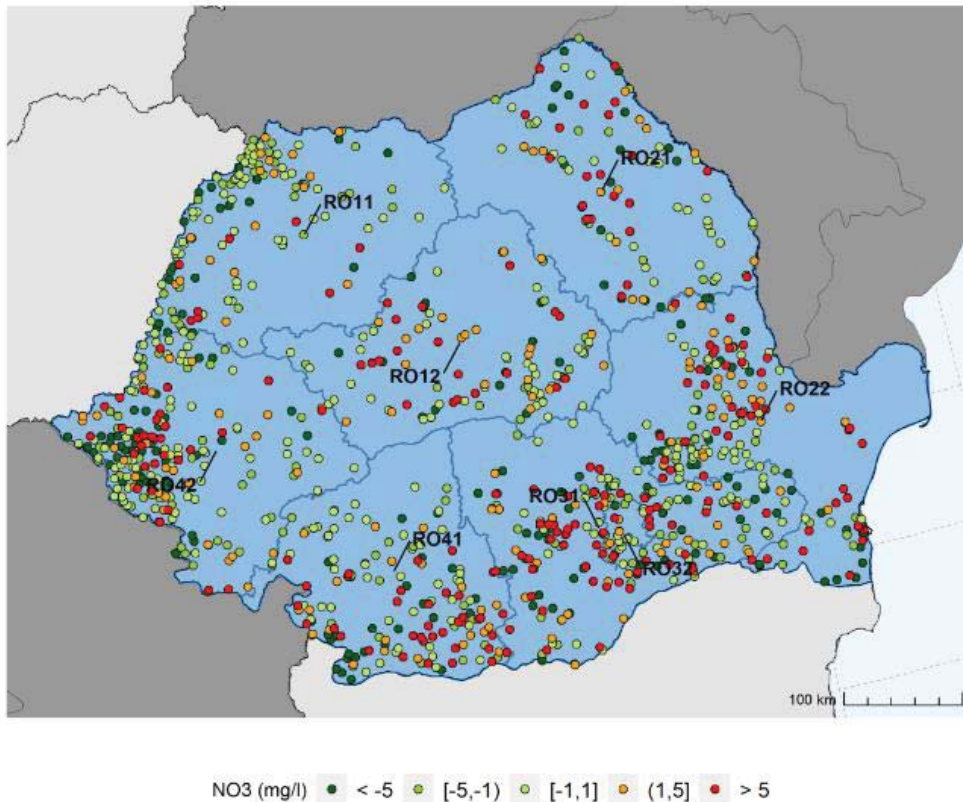 RO21
RO11
RO12
RO22
RO42
RO31
RO41
RO32
100 km
NO3 (mg/l) < -5 [-5,-1) [-1,1] (1,5] > 5